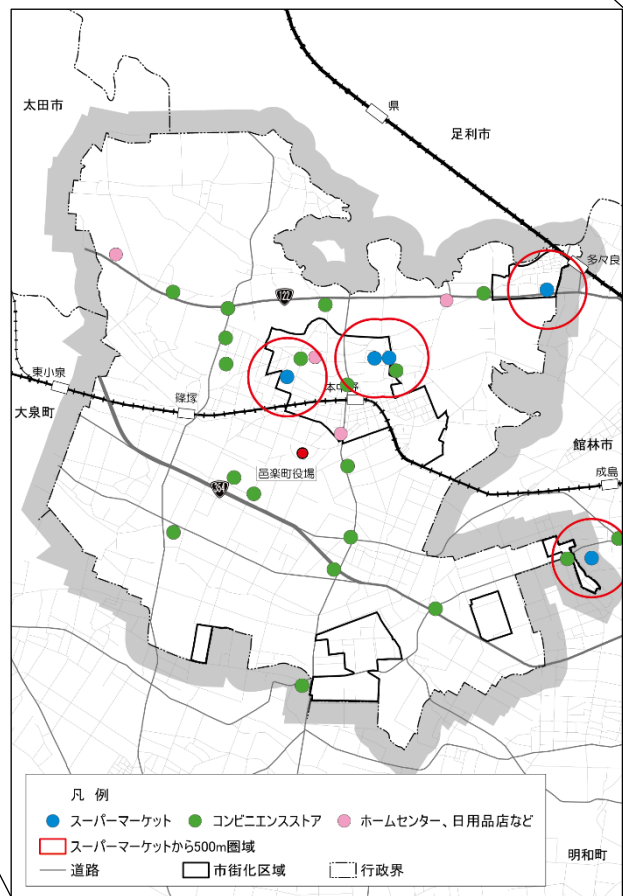 県
太田市
足利市
多々良
122
東小泉
本中野
篠塚
大泉町
館林市
成島
邑楽町役場
354
凡 例
スーパーマーケット
コンビニエンスストア
ホームセンター、日用品店など
スーパーマーケットから500m圏域
道路
市街化区域
行政界
明和町